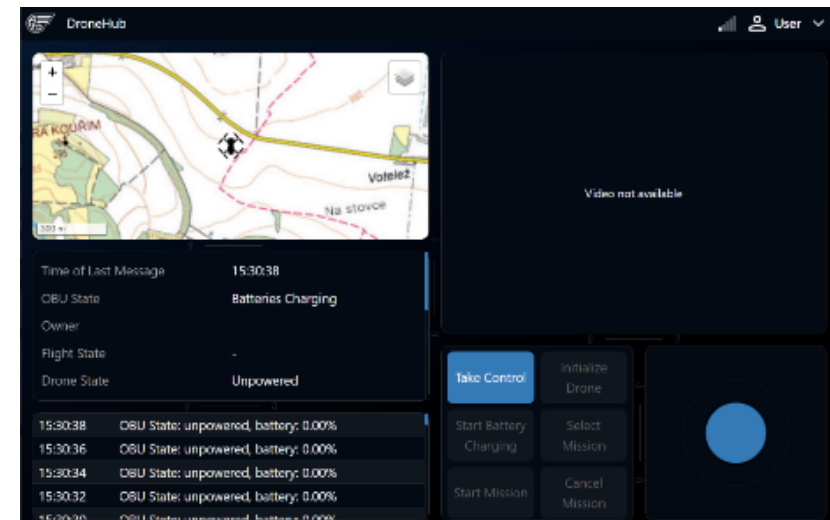 DroneHub
User
+
−
KOUŘIM
Votelež
Na stovce
Video not available
Time of Last Message 15:30:38
OBU State Batteries Charging
Owner
Flight State -
Drone State Unpowered
Take Control
Initialize
Drone
Start Battery
Charging
Select
Mission
Start Mission
Cancel
Mission
15:30:38 OBU State: unpowered, battery: 0.00%
15:30:36 OBU State: unpowered, battery: 0.00%
15:30:34 OBU State: unpowered, battery: 0.00%
15:30:32 OBU State: unpowered, battery: 0.00%